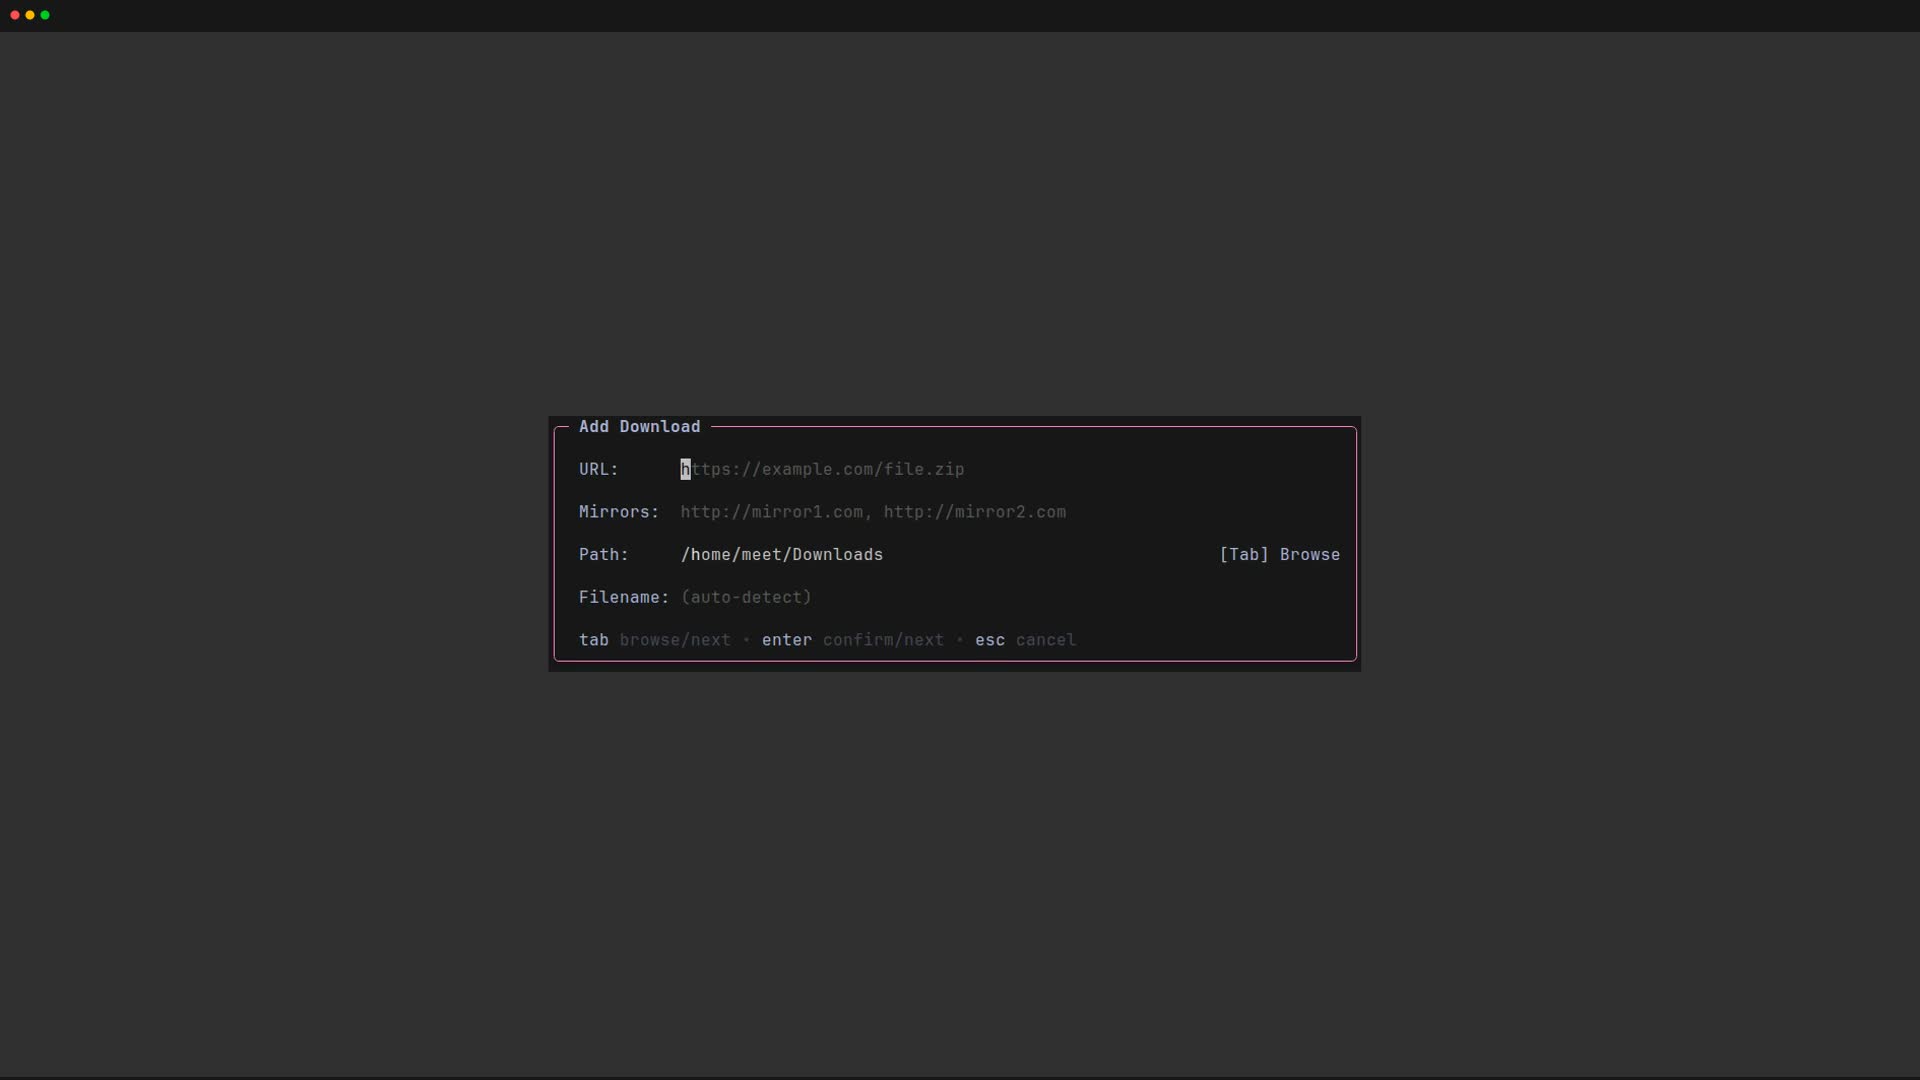 Add Download
URL: https://example.com/file.zip
Mirrors: http://mirror1.com, http://mirror2.com
Path: /home/meet/Downloads [Tab] Browse
Filename: (auto-detect)
tab browse/next • enter confirm/next • esc cancel